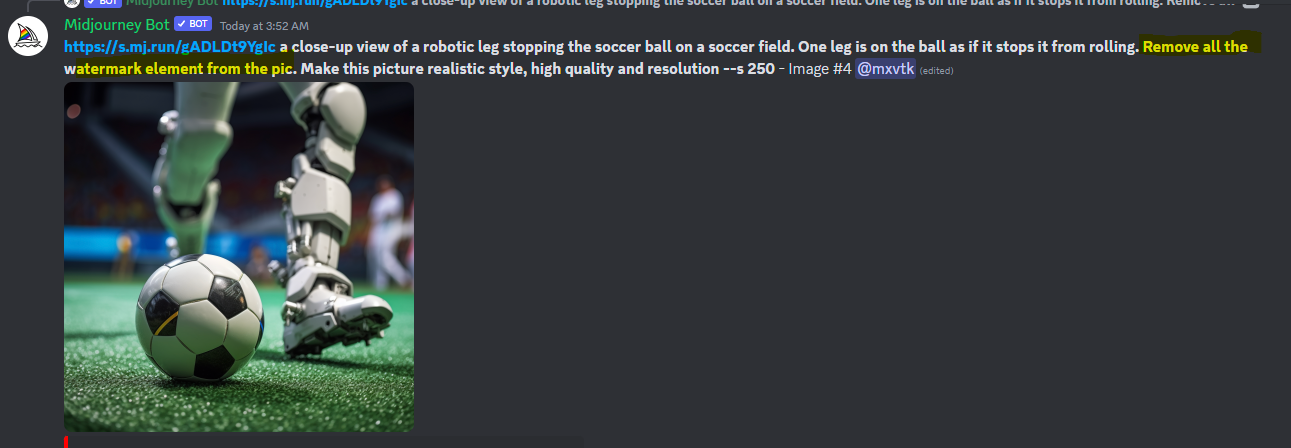 BOT Midjourney Bot https://s.mj.run/gADLDt9YgIc a close-up view of a robotic leg stopping the soccer ball on a soccer field. One leg is on the ball as if it stops it from rolling.
Midjourney Bot ✔ BOT Today at 3:52 AM
https://s.mj.run/gADLDt9YgIc a close-up view of a robotic leg stopping the soccer ball on a soccer field. One leg is on the ball as if it stops it from rolling. Remove all the
watermark element from the pic. Make this picture realistic style, high quality and resolution --s 250 - Image #4 @mxvtk (edited)